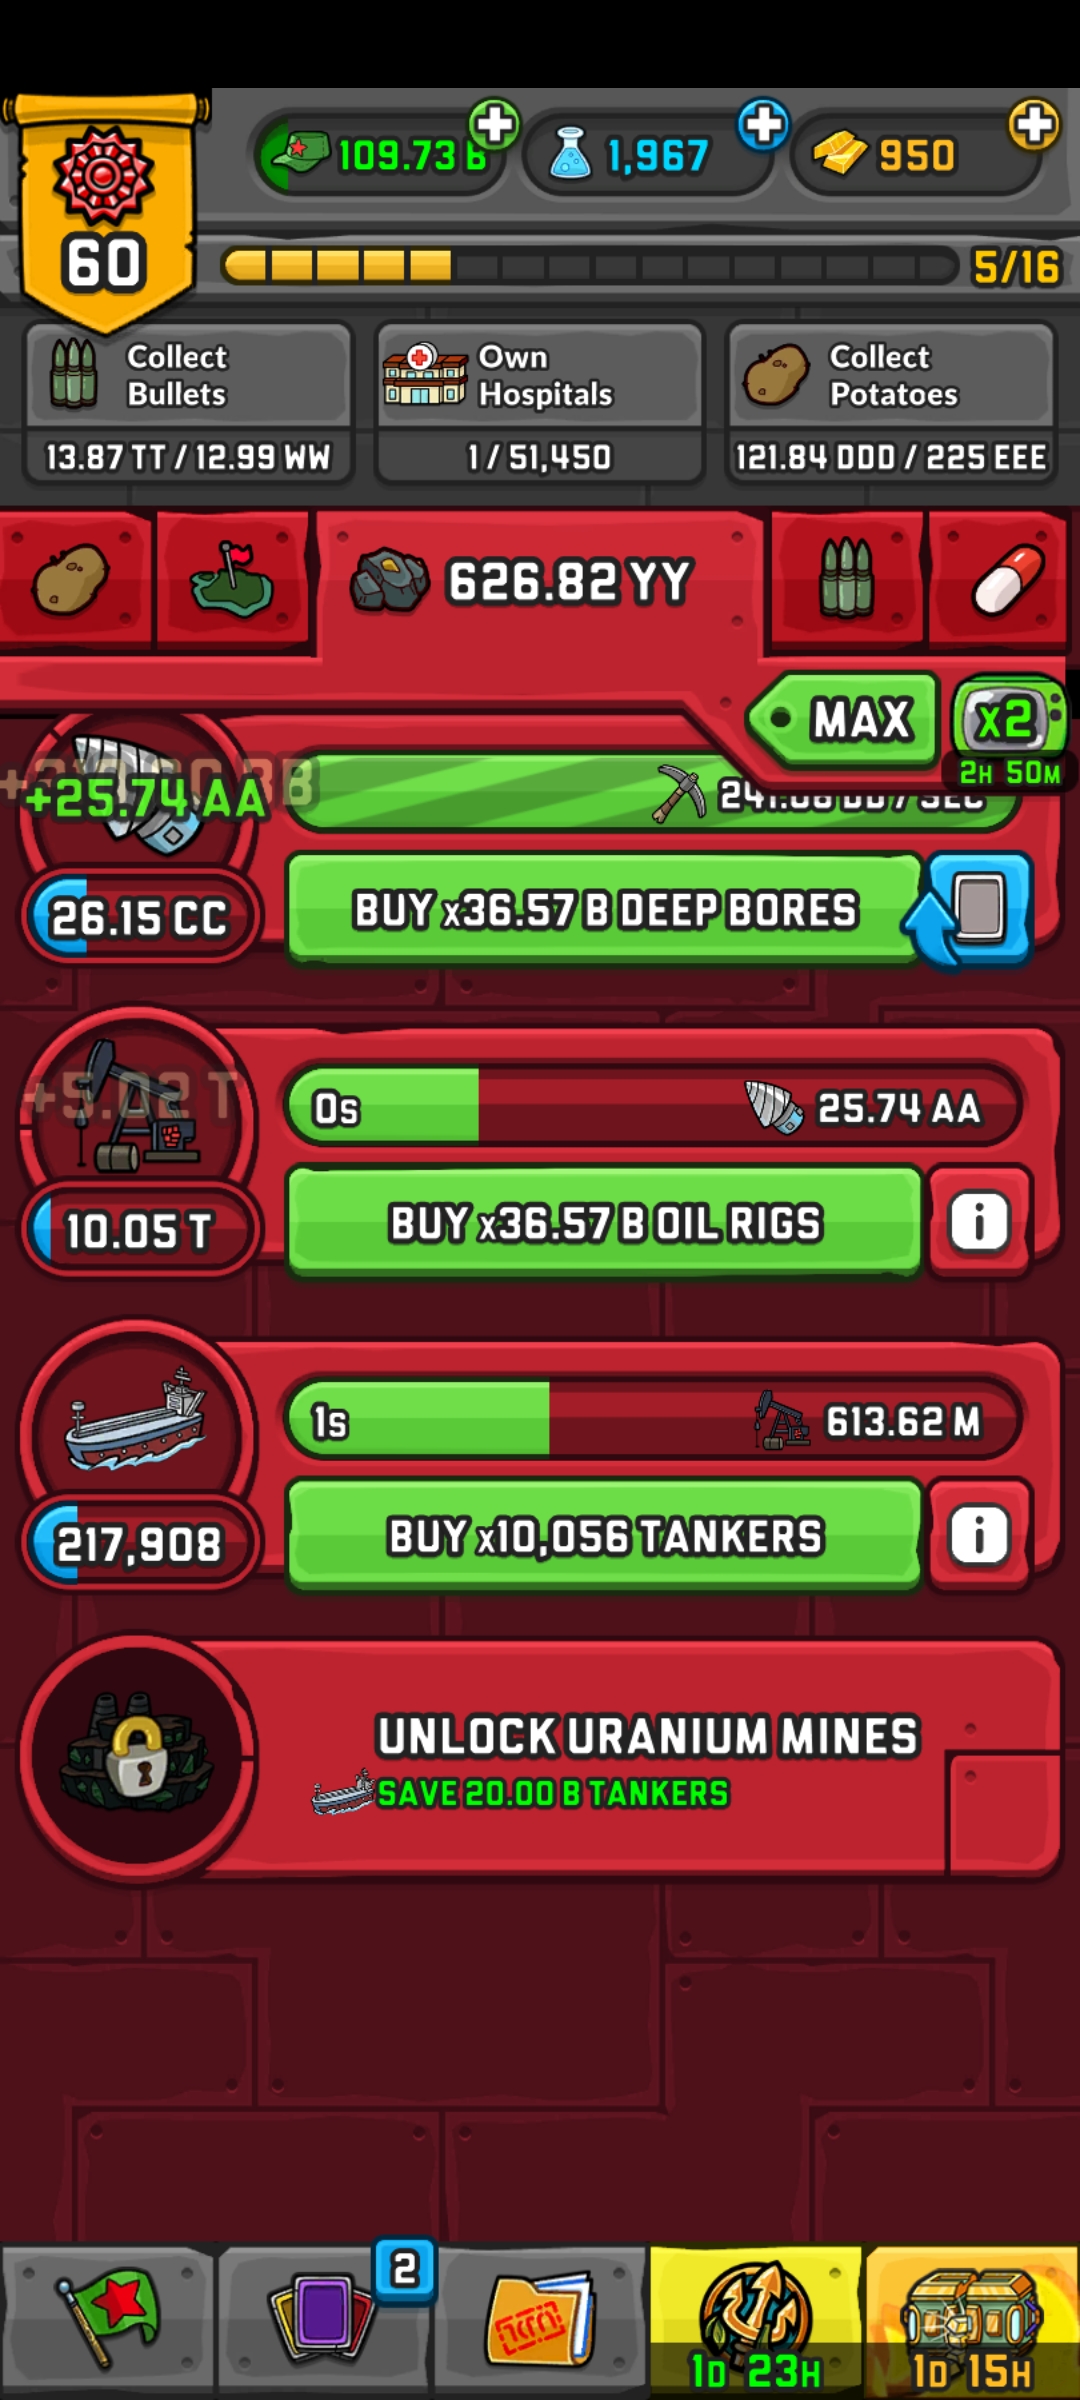 60
109.73 B
1,967
950
5/16
Collect
Bullets
13.87 TT / 12.99 WW
Own
Hospitals
1 / 51,450
Collect
Potatoes
121.84 DDD / 225 EEE
626.82 YY
MAX
x2
2H 50M
+25.74 AA
26.15 CC
BUY x36.57 B DEEP BORES
+5.02 T
0s
25.74 AA
10.05 T
BUY x36.57 B OIL RIGS
i
1s
613.62 M
217,908
BUY x10,056 TANKERS
i
UNLOCK URANIUM MINES
SAVE 20.00 B TANKERS
2
1D 23H
1D 15H